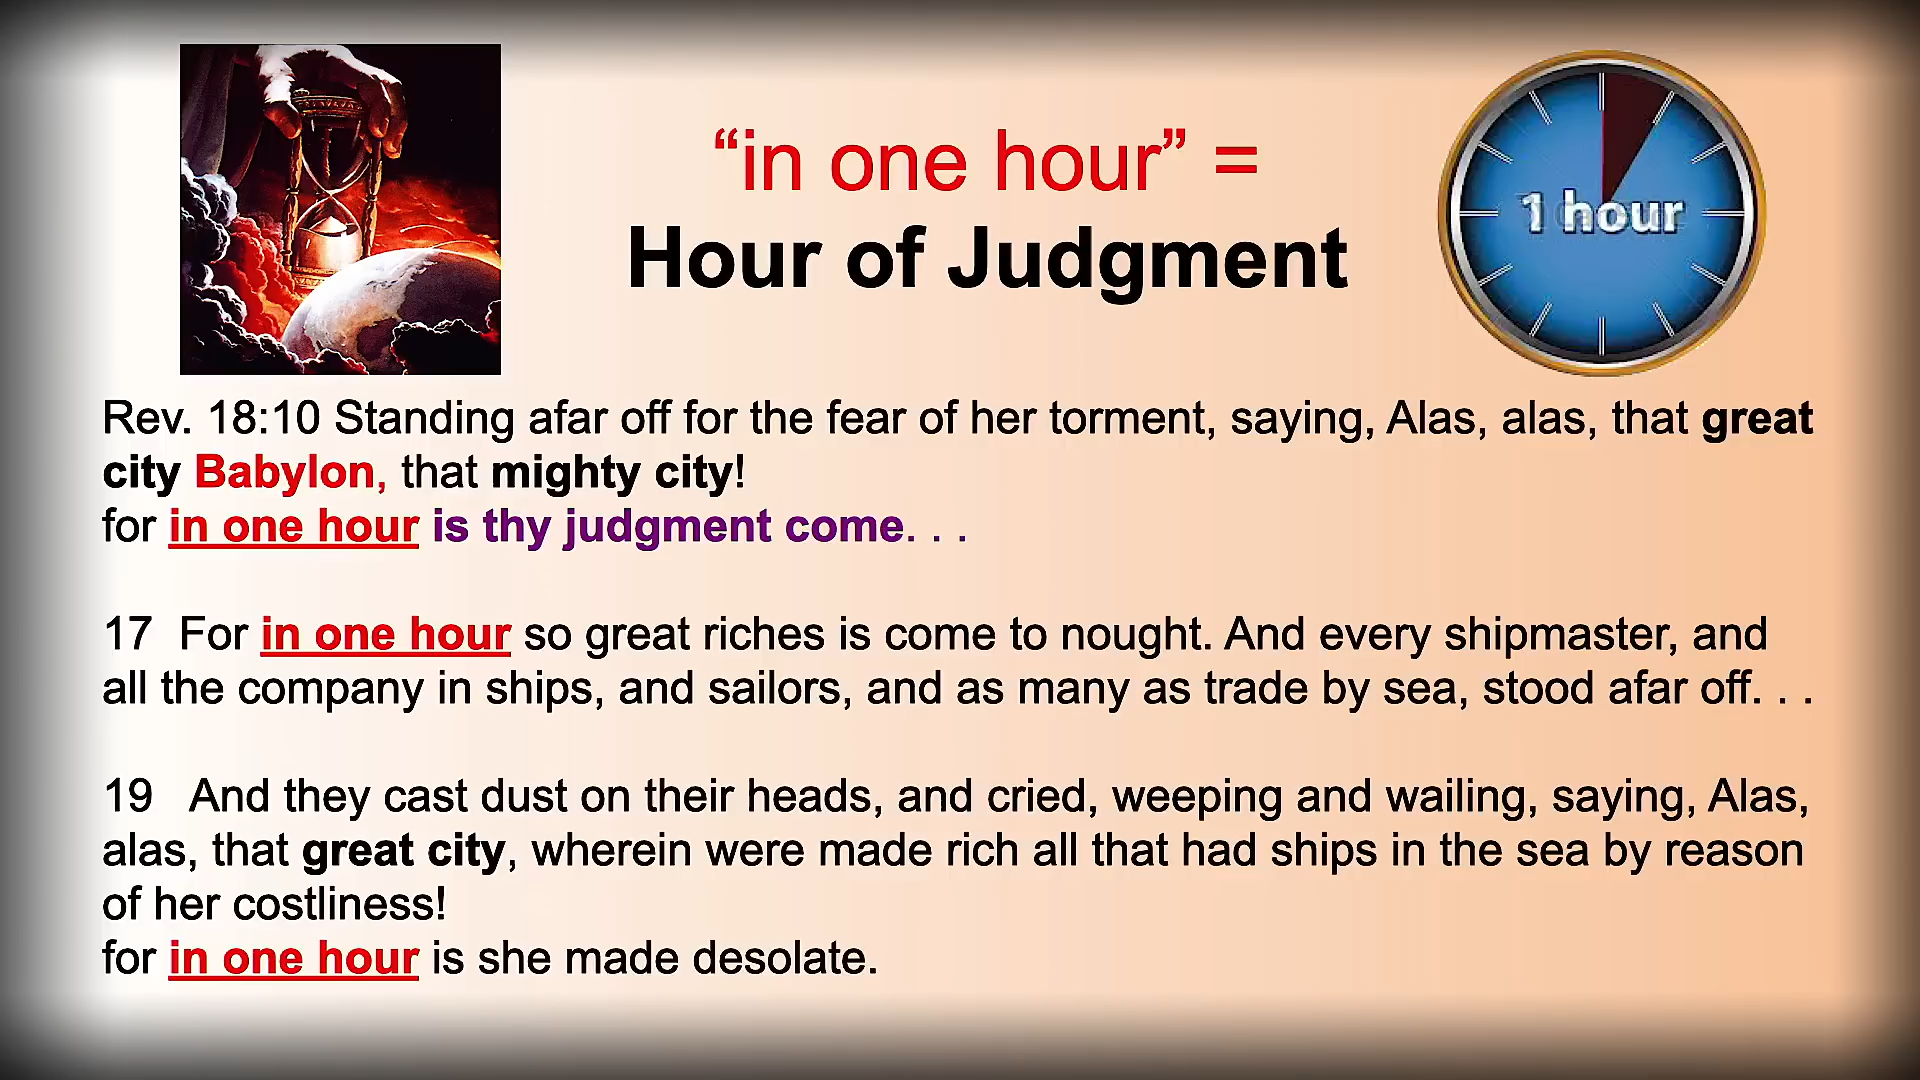 “in one hour” =
Hour of Judgment
1 hour
Rev. 18:10 Standing afar off for the fear of her torment, saying, Alas, alas, that great
city Babylon, that mighty city!
for in one hour is thy judgment come. . .
17 For in one hour so great riches is come to nought. And every shipmaster, and
all the company in ships, and sailors, and as many as trade by sea, stood afar off. . .
19 And they cast dust on their heads, and cried, weeping and wailing, saying, Alas,
alas, that great city, wherein were made rich all that had ships in the sea by reason
of her costliness!
for in one hour is she made desolate.